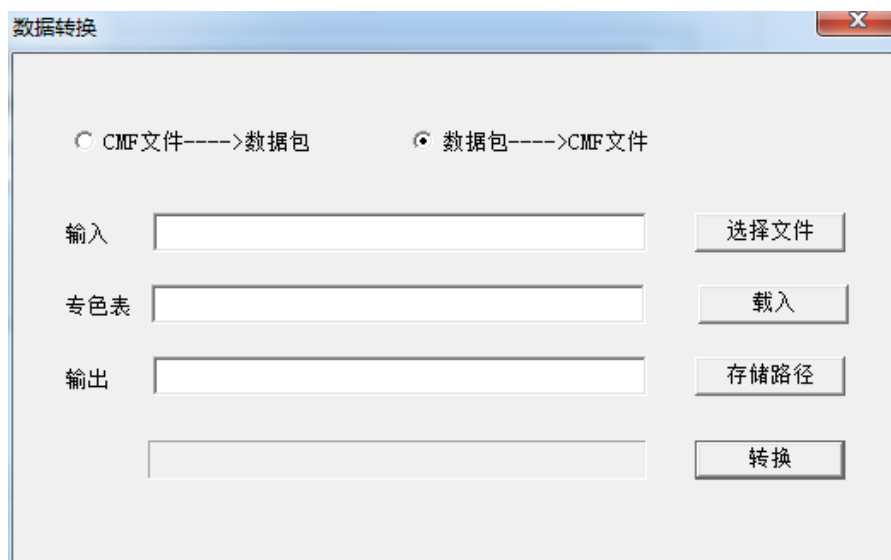 数据转换
CMF文件---->数据包 数据包---->CMF文件
输入 选择文件
专色表 载入
输出 存储路径
转换